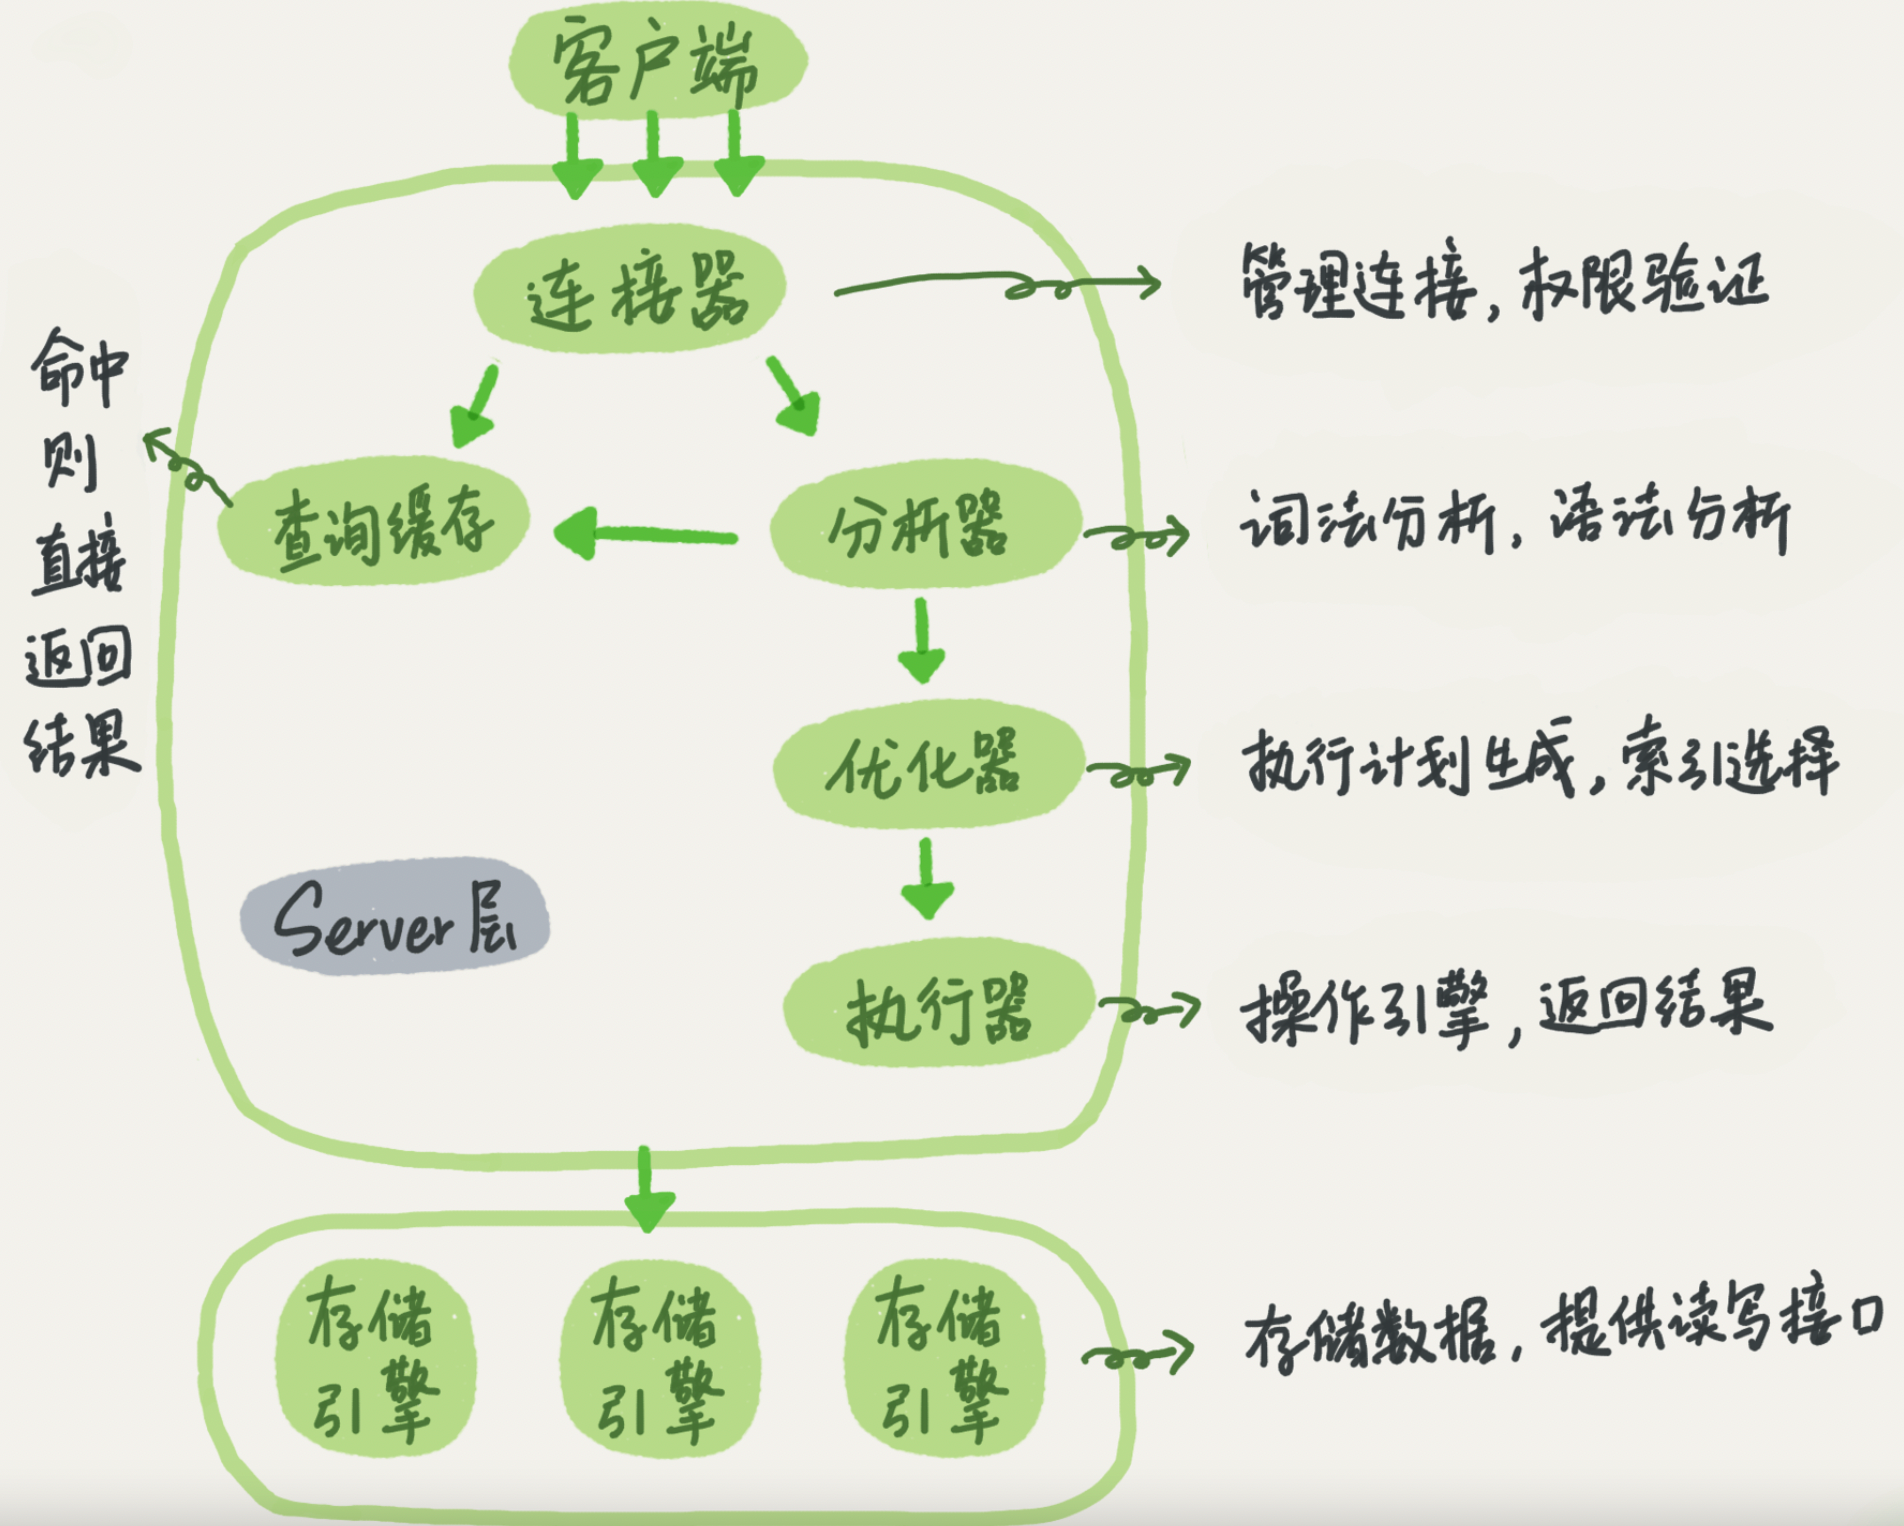 客户端
连接器
管理连接,权限验证
命中
则
直接
返回
结果
查询缓存
分析器
词法分析,语法分析
优化器
执行计划生成,索引选择
Server层
执行器
操作引擎,返回结果
存储
引擎
存储
引擎
存储
引擎
存储数据,提供读写接口